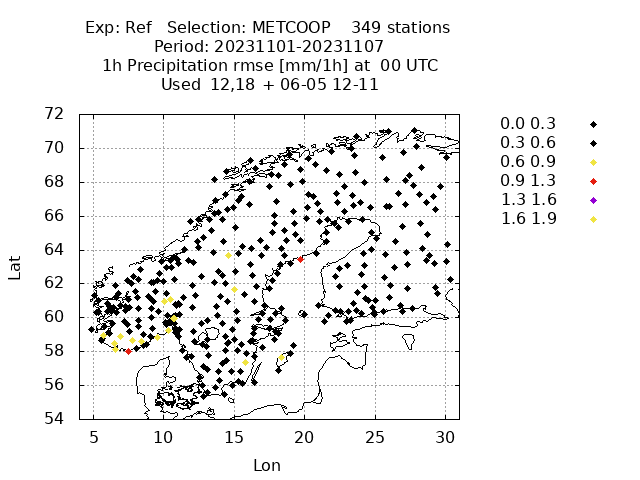 Exp: Ref Selection: METCOOP 349 stations
Period: 20231101-20231107
1h Precipitation rmse [mm/1h] at 00 UTC
Used 12,18 + 06-05 12-11
72
70
68
66
64
62
60
58
56
54
Lat
5 10 15 20 25 30
Lon
0.0 0.3
0.3 0.6
0.6 0.9
0.9 1.3
1.3 1.6
1.6 1.9